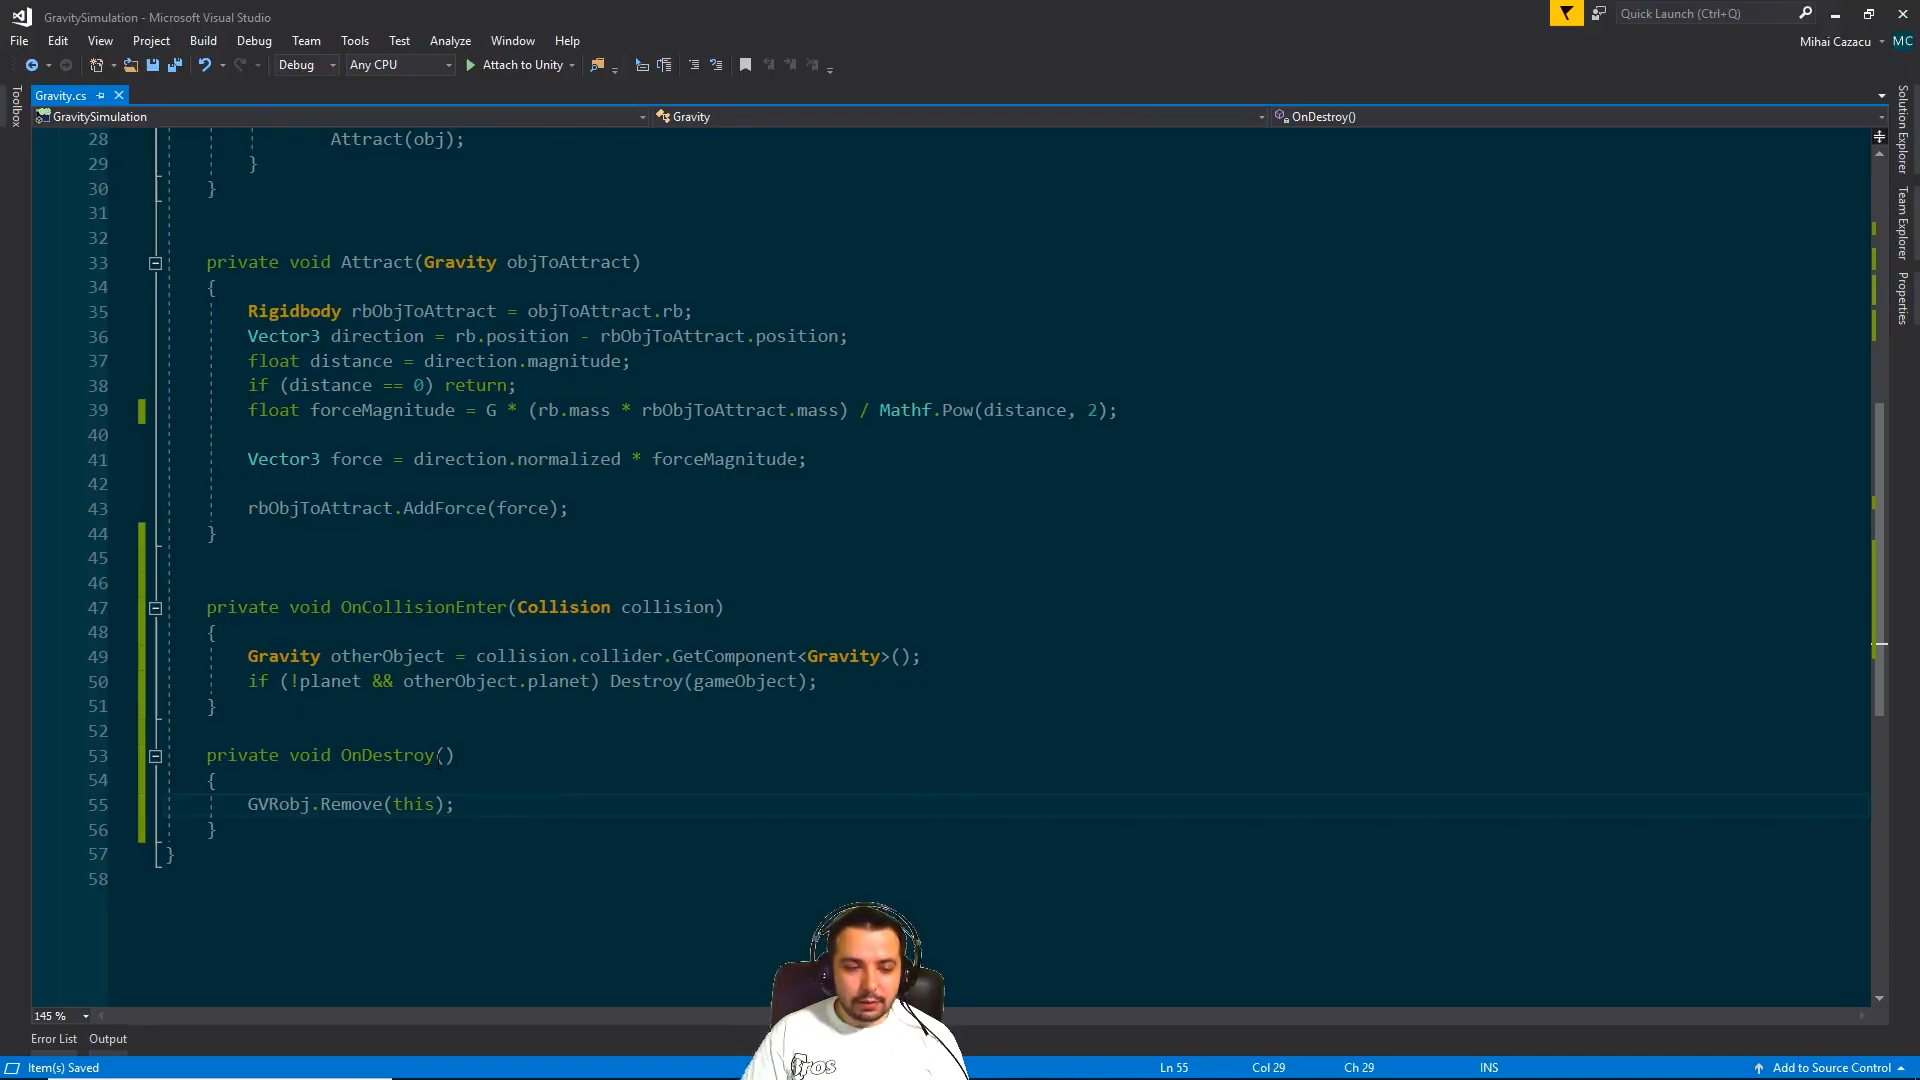 GravitySimulation - Microsoft Visual Studio
Quick Launch (Ctrl+Q)
File Edit View Project Build Debug Team Tools Test Analyze Window Help
Mihai Cazacu MC
Debug Any CPU Attach to Unity
Gravity.cs
GravitySimulation Gravity OnDestroy()
Toolbox
Solution Explorer
Team Explorer
Properties
28 Attract(obj);
29 }
30 }
31
32
33 private void Attract(Gravity objToAttract)
34 {
35 Rigidbody rbObjToAttract = objToAttract.rb;
36 Vector3 direction = rb.position - rbObjToAttract.position;
37 float distance = direction.magnitude;
38 if (distance == 0) return;
39 float forceMagnitude = G * (rb.mass * rbObjToAttract.mass) / Mathf.Pow(distance, 2);
40
41 Vector3 force = direction.normalized * forceMagnitude;
42
43 rbObjToAttract.AddForce(force);
44 }
45
46
47 private void OnCollisionEnter(Collision collision)
48 {
49 Gravity otherObject = collision.collider.GetComponent<Gravity>();
50 if (!planet && otherObject.planet) Destroy(gameObject);
51 }
52
53 private void OnDestroy()
54 {
55 GVRobj.Remove(this);
56 }
57 }
58
145 %
Error List Output
Item(s) Saved Ln 55 Col 29 Ch 29 INS Add to Source Control